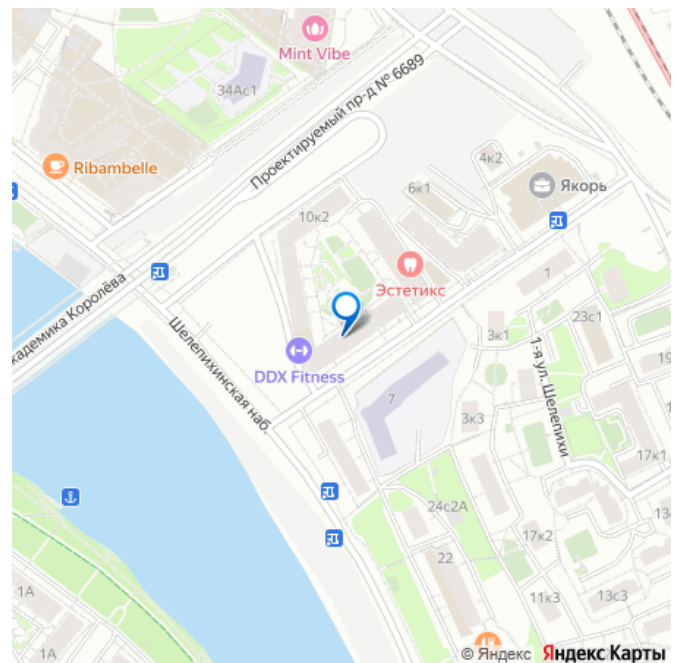 Mint Vibe
34Ас1
Проектируемый пр-д № 6689
Ribambelle
4к2
Якорь
6к1
10к2
Эстетикс
1
кадемика Королёва
Шелепихинская наб.
DDX Fitness
3к1
23с1
1-я ул. Шелепихи
19
7
3к3
17к1
24с2А
13
17к2
22
1А
11к3
13с3
1А
© Яндекс Яндекс Карты